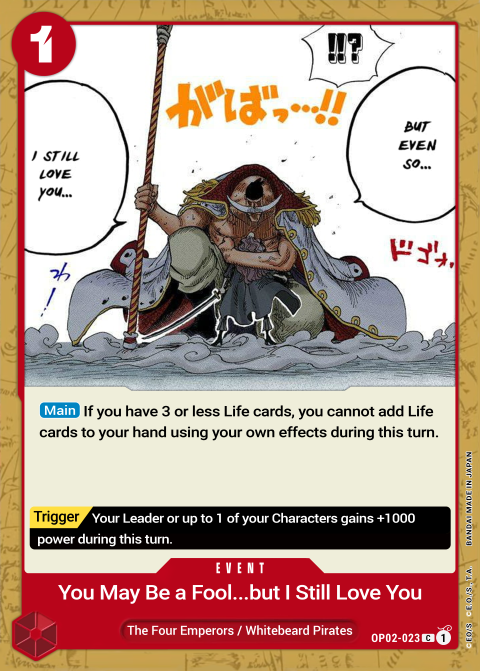 1
!!?
がばっ…!!
I STILL
LOVE
YOU...
BUT
EVEN
SO...
Main If you have 3 or less Life cards, you cannot add Life
cards to your hand using your own effects during this turn.
Trigger Your Leader or up to 1 of your Characters gains +1000
power during this turn.
EVENT
You May Be a Fool...but I Still Love You
The Four Emperors / Whitebeard Pirates
OP02-023 C 1
©E.O./S. ©E.O./S.,T.A. BANDAI MADE IN JAPAN